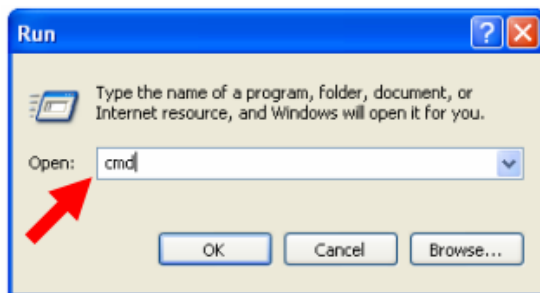 Run
Type the name of a program, folder, document, or
Internet resource, and Windows will open it for you.
Open: cmd
OK Cancel Browse...